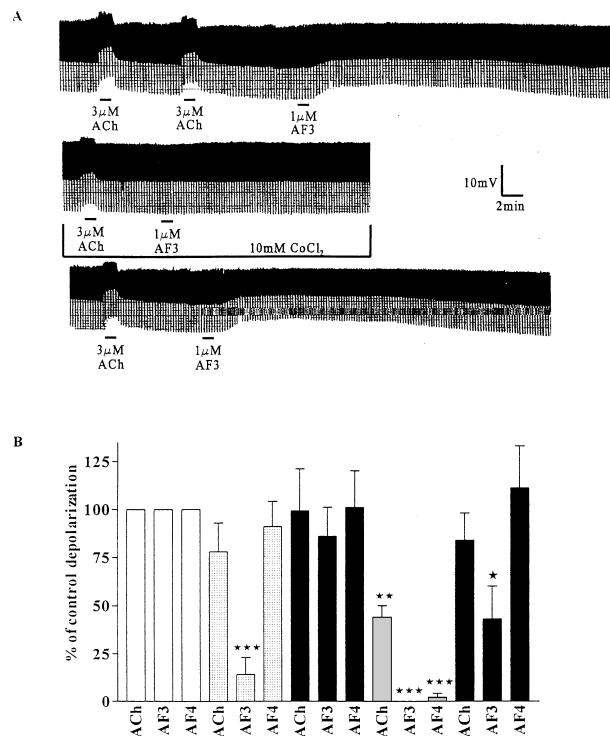 A
3μM 3μM 1μM
ACh ACh AF3
10mV
2min
3μM 1μM
ACh AF3 10mM CoCl₂
3μM 1μM
ACh AF3
B
% of control depolarization
125
100
75
50
25
0
★★★ ★★ ★★★ ★★★ ★
ACh AF3 AF4 ACh AF3 AF4 ACh AF3 AF4 ACh AF3 AF4 ACh AF3 AF4